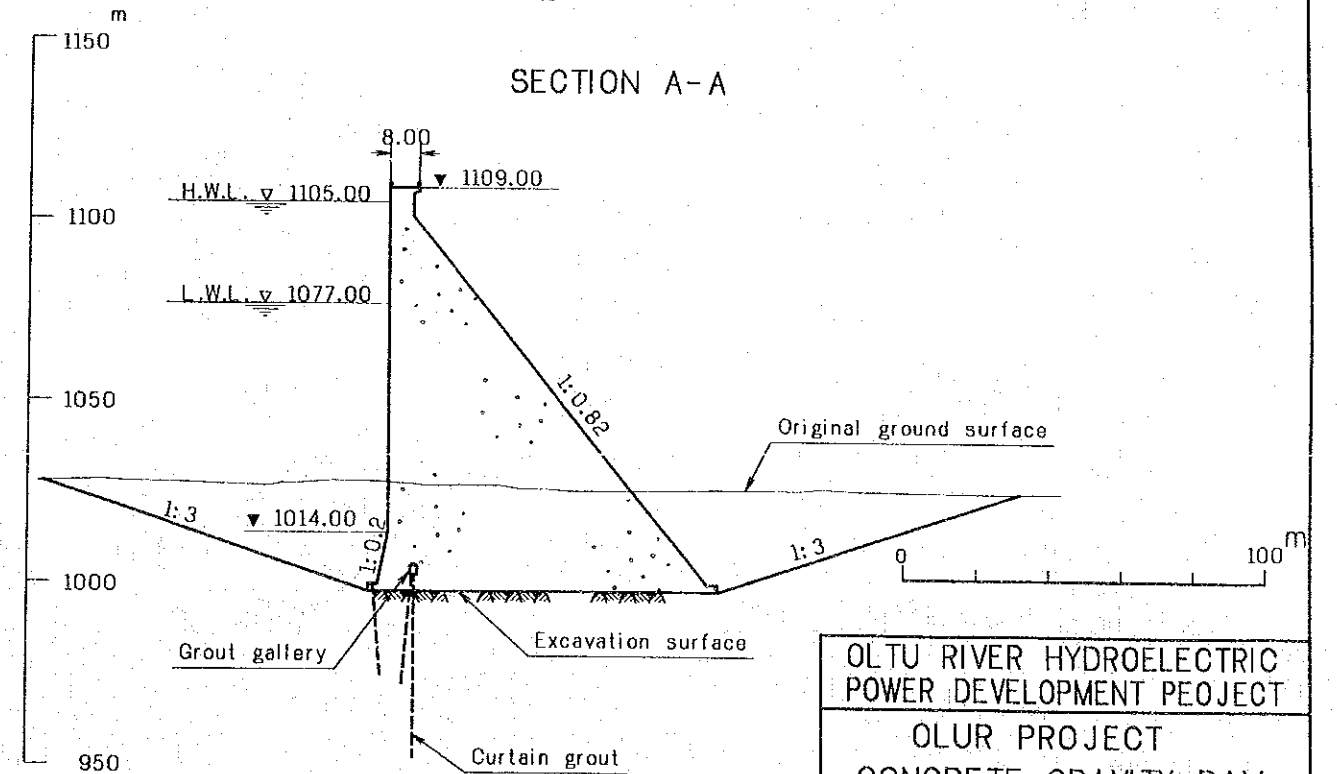 m
1150
SECTION A-A
8.00
▼ 1109.00
H.W.L. ▽ 1105.00
1100
L.W.L. ▽ 1077.00
1050
1:0.82
Original ground surface
1:3
▼ 1014.00
1:0.2
1:3
0 100 m
1000
Grout gallery
Excavation surface
OLTU RIVER HYDROELECTRIC
POWER DEVELOPMENT PEOJECT
OLUR PROJECT
CONCRETE GRAVITY
Curtain grout
950